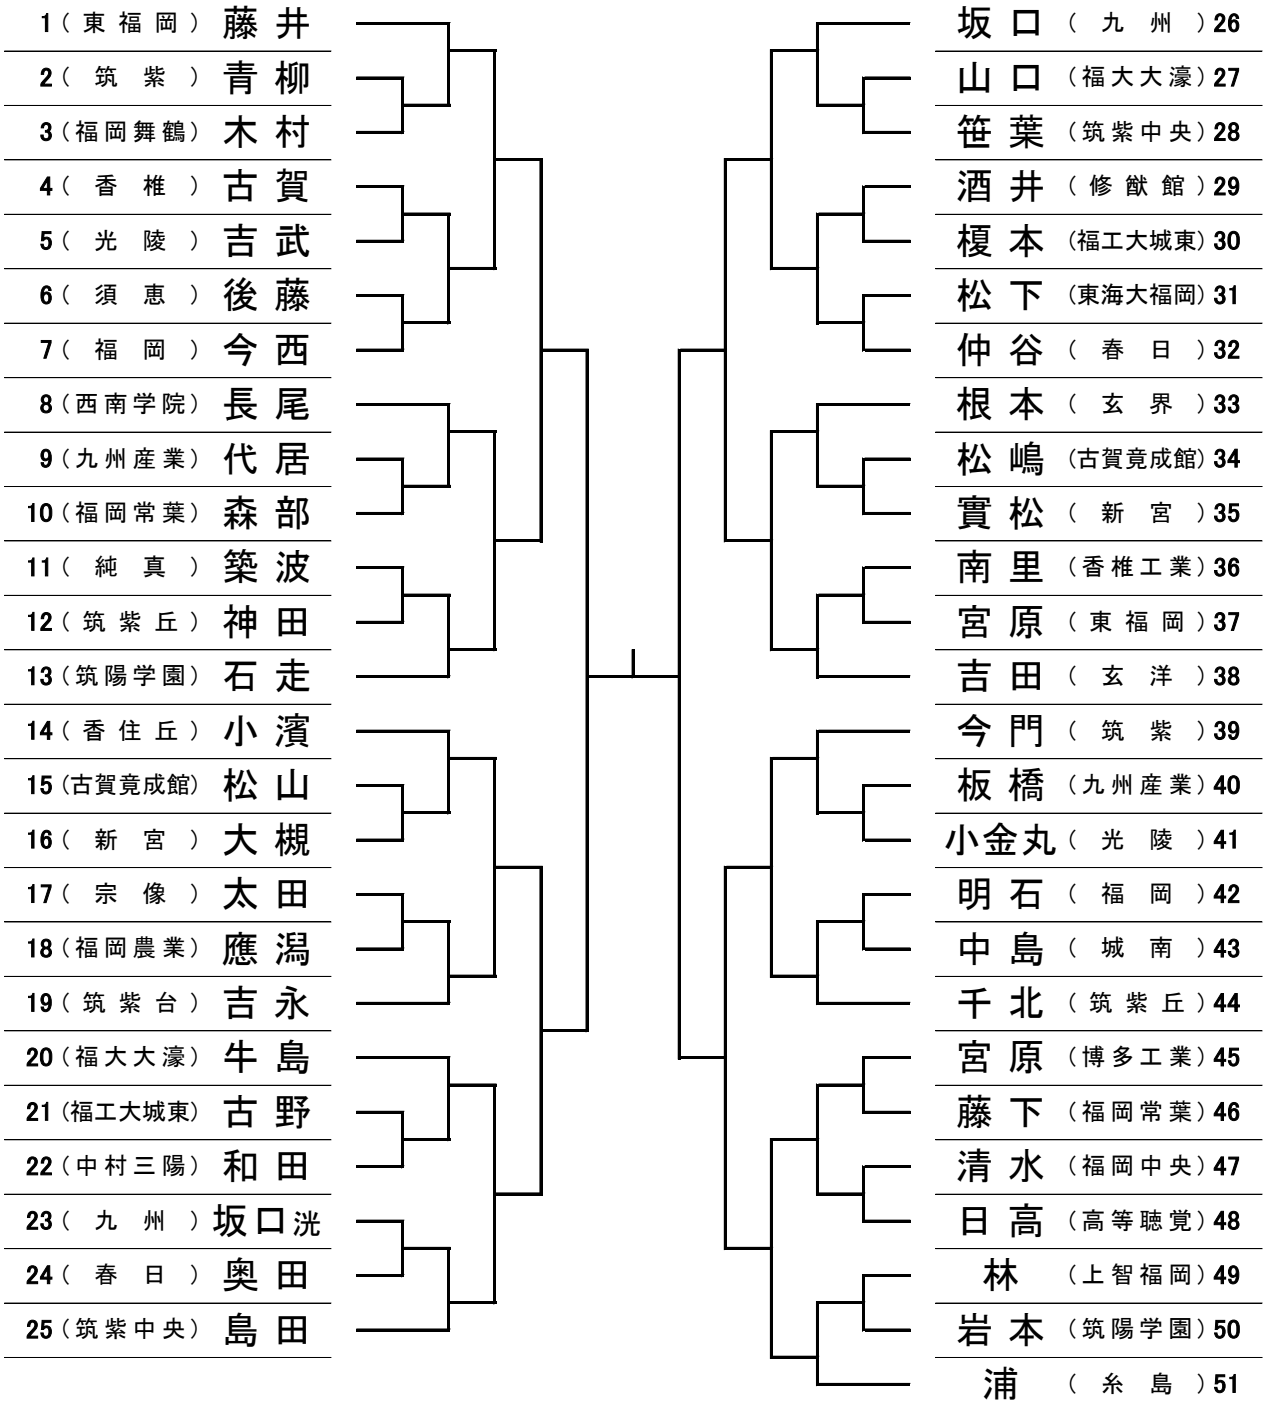 1 ( 東福岡 ) 藤井
2 ( 筑紫 ) 青柳
3 ( 福岡舞鶴 ) 木村
4 ( 香椎 ) 古賀
5 ( 光陵 ) 吉武
6 ( 須恵 ) 後藤
7 ( 福岡 ) 今西
8 ( 西南学院 ) 長尾
9 ( 九州産業 ) 代居
10 ( 福岡常葉 ) 森部
11 ( 純真 ) 築波
12 ( 筑紫丘 ) 神田
13 ( 筑陽学園 ) 石走
14 ( 香住丘 ) 小濱
15 (古賀竟成館) 松山
16 ( 新宮 ) 大槻
17 ( 宗像 ) 太田
18 ( 福岡農業 ) 應潟
19 ( 筑紫台 ) 吉永
20 ( 福大大濠 ) 牛島
21 (福工大城東) 古野
22 ( 中村三陽 ) 和田
23 ( 九州 ) 坂口洸
24 ( 春日 ) 奥田
25 ( 筑紫中央 ) 島田
坂口 ( 九州 ) 26
山口 ( 福大大濠 ) 27
笹葉 ( 筑紫中央 ) 28
酒井 ( 修猷館 ) 29
榎本 (福工大城東) 30
松下 (東海大福岡) 31
仲谷 ( 春日 ) 32
根本 ( 玄界 ) 33
松嶋 (古賀竟成館) 34
實松 ( 新宮 ) 35
南里 ( 香椎工業 ) 36
宮原 ( 東福岡 ) 37
吉田 ( 玄洋 ) 38
今門 ( 筑紫 ) 39
板橋 ( 九州産業 ) 40
小金丸 ( 光陵 ) 41
明石 ( 福岡 ) 42
中島 ( 城南 ) 43
千北 ( 筑紫丘 ) 44
宮原 ( 博多工業 ) 45
藤下 ( 福岡常葉 ) 46
清水 ( 福岡中央 ) 47
日高 ( 高等聴覚 ) 48
林 ( 上智福岡 ) 49
岩本 ( 筑陽学園 ) 50
浦 ( 糸島 ) 51